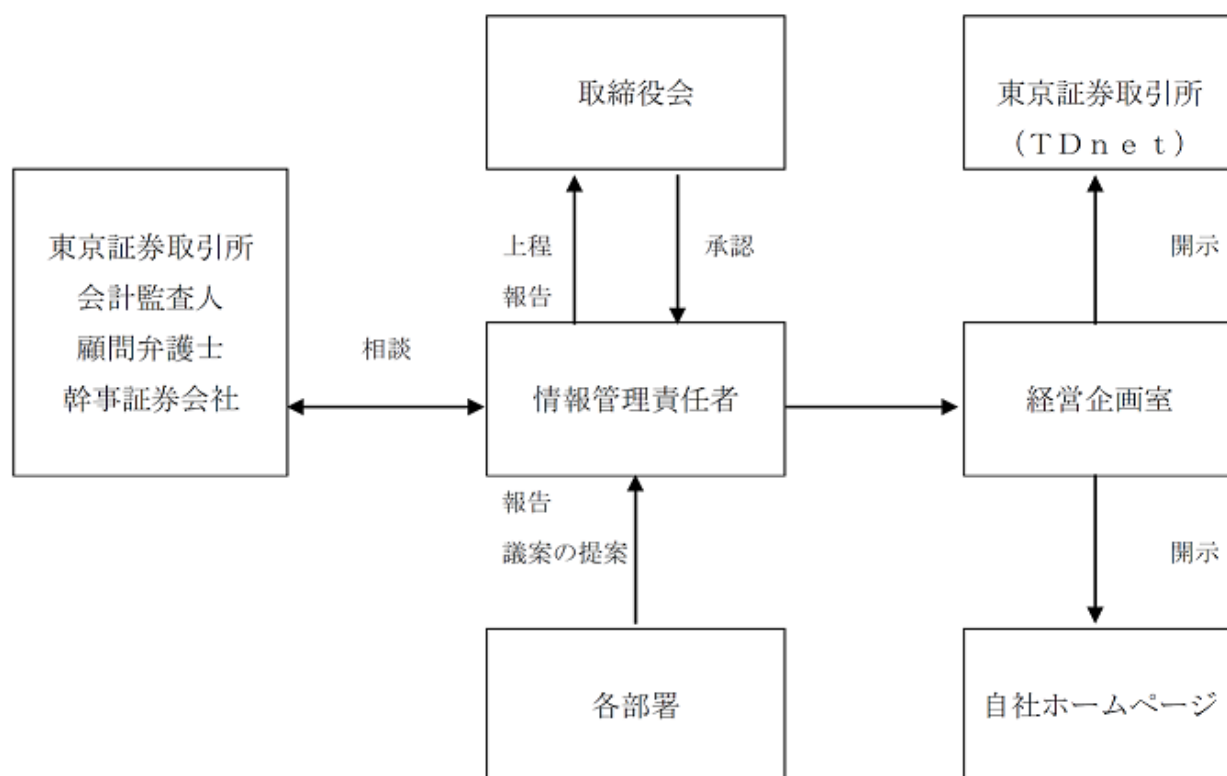 取締役会
東京証券取引所
（ＴＤｎｅｔ）
東京証券取引所
会計監査人
顧問弁護士
幹事証券会社
相談
上程
報告
承認
開示
情報管理責任者
経営企画室
報告
議案の提案
開示
各部署
自社ホームページ